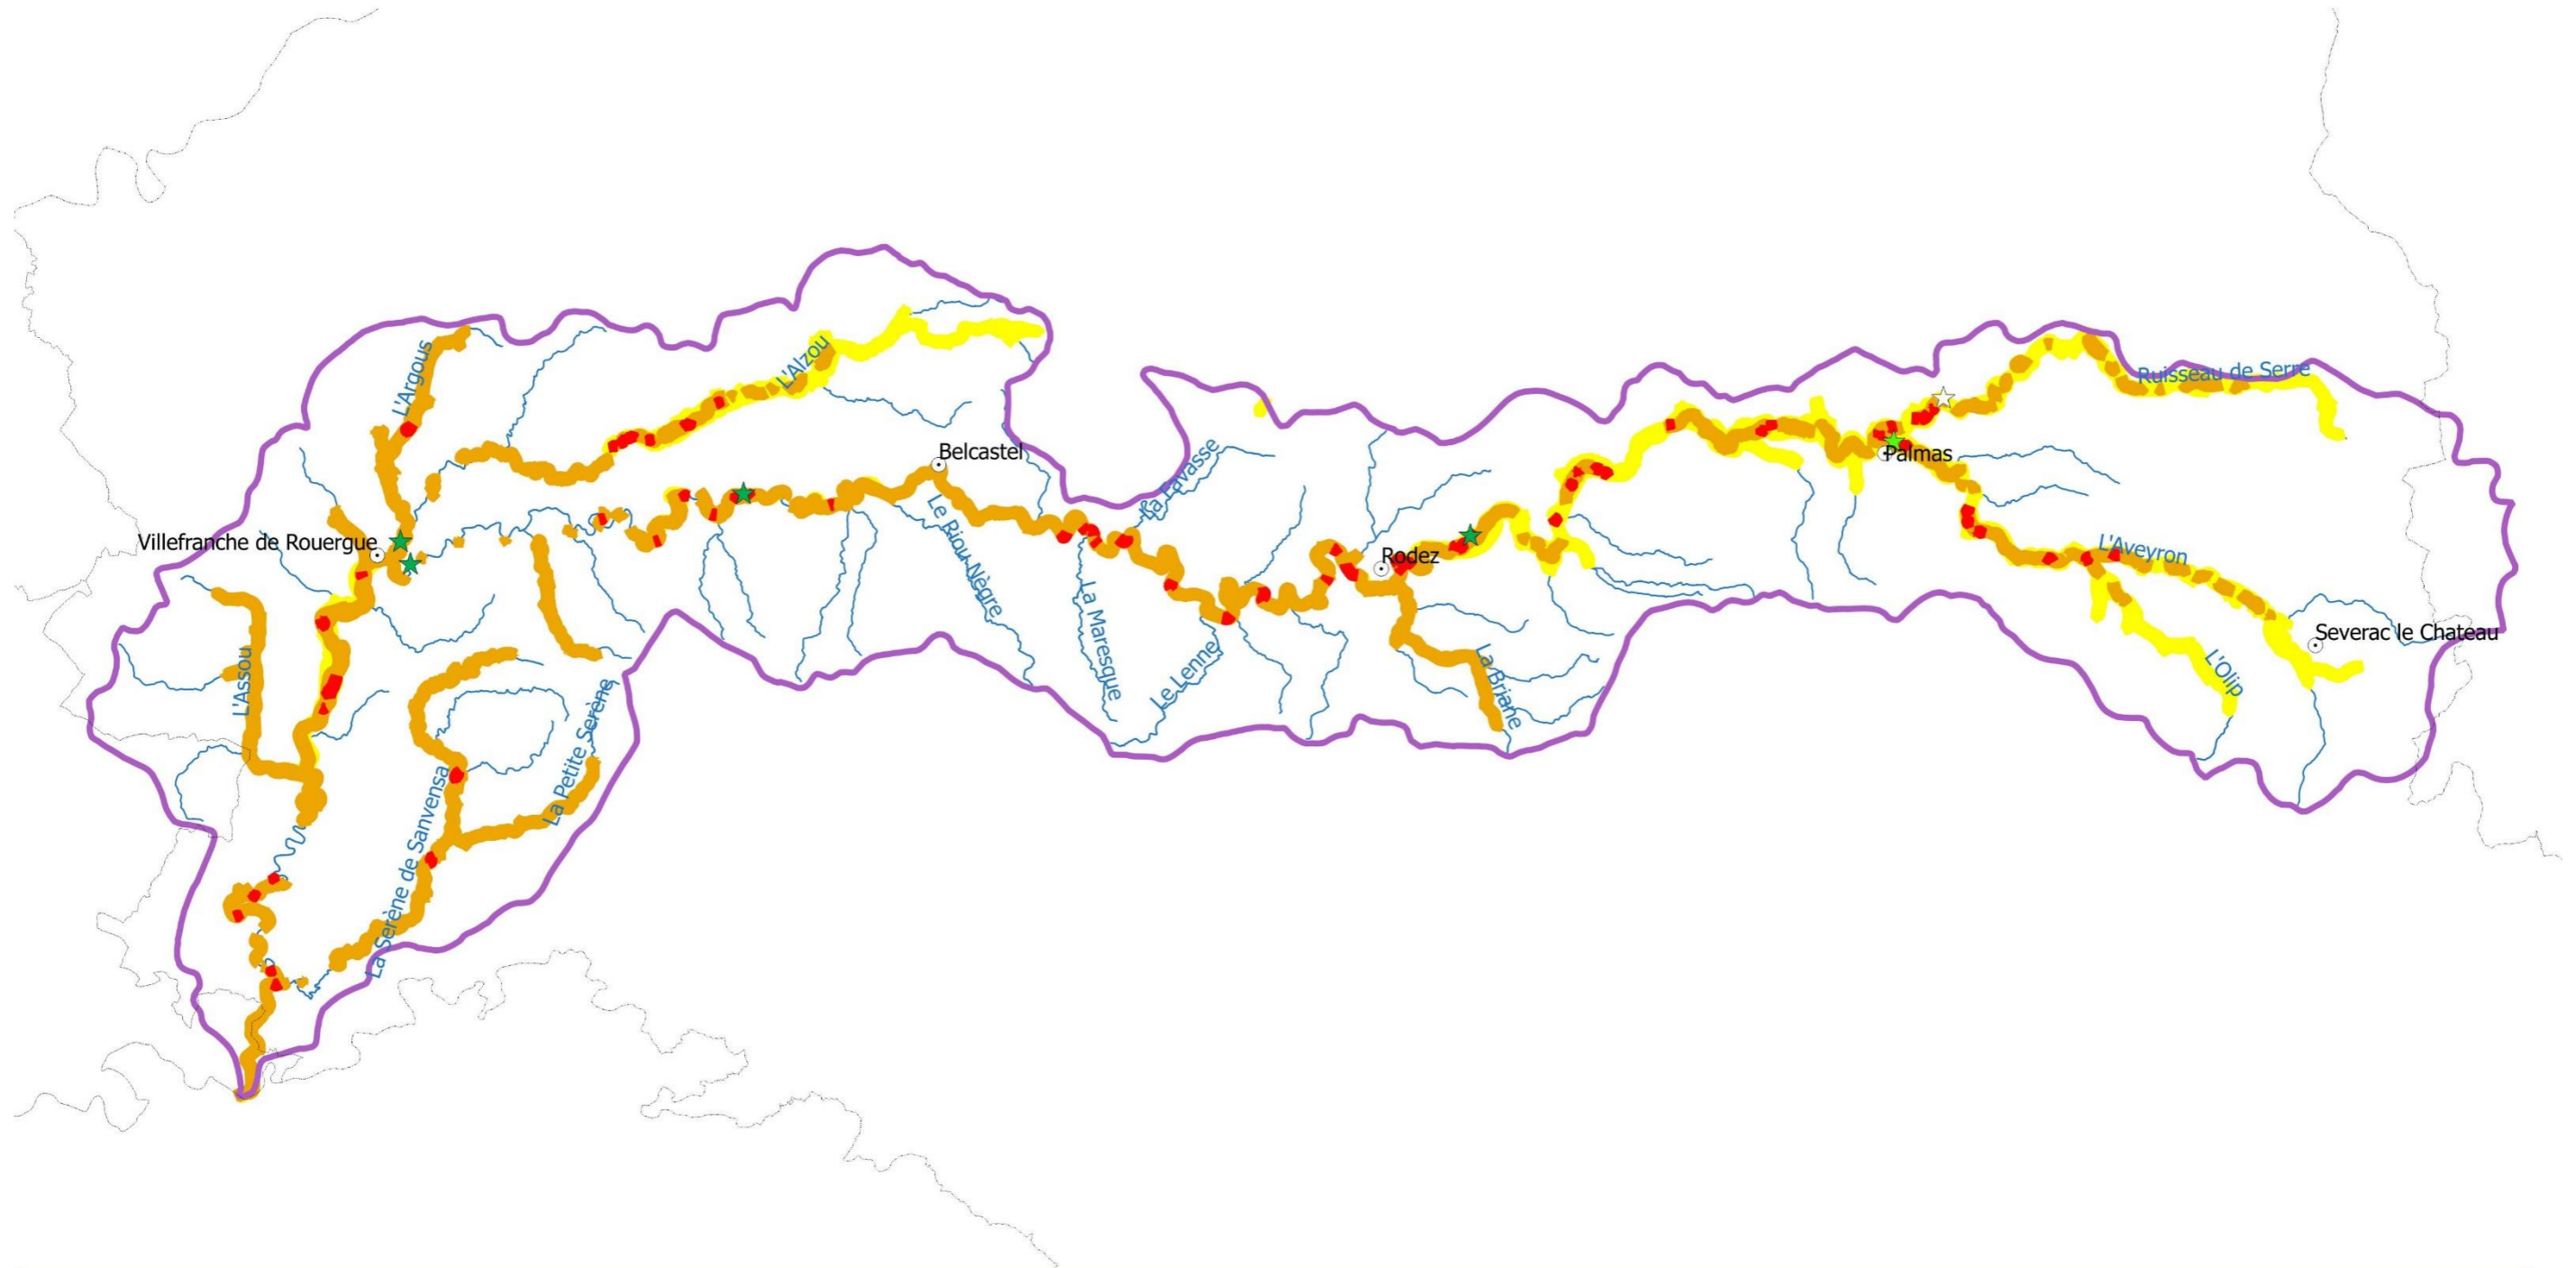 L'Argous
L'Alzou
Ruisseau de Serre
Belcastel
La Lavasse
Palmas
Villefranche de Rouergue
Le Riou Nègre
Rodez
L'Aveyron
La Maresque
Severac le Chateau
L'Assou
Le Lenne
La Briane
L'Olip
La Petite Serène
La Serène de Sanvensa